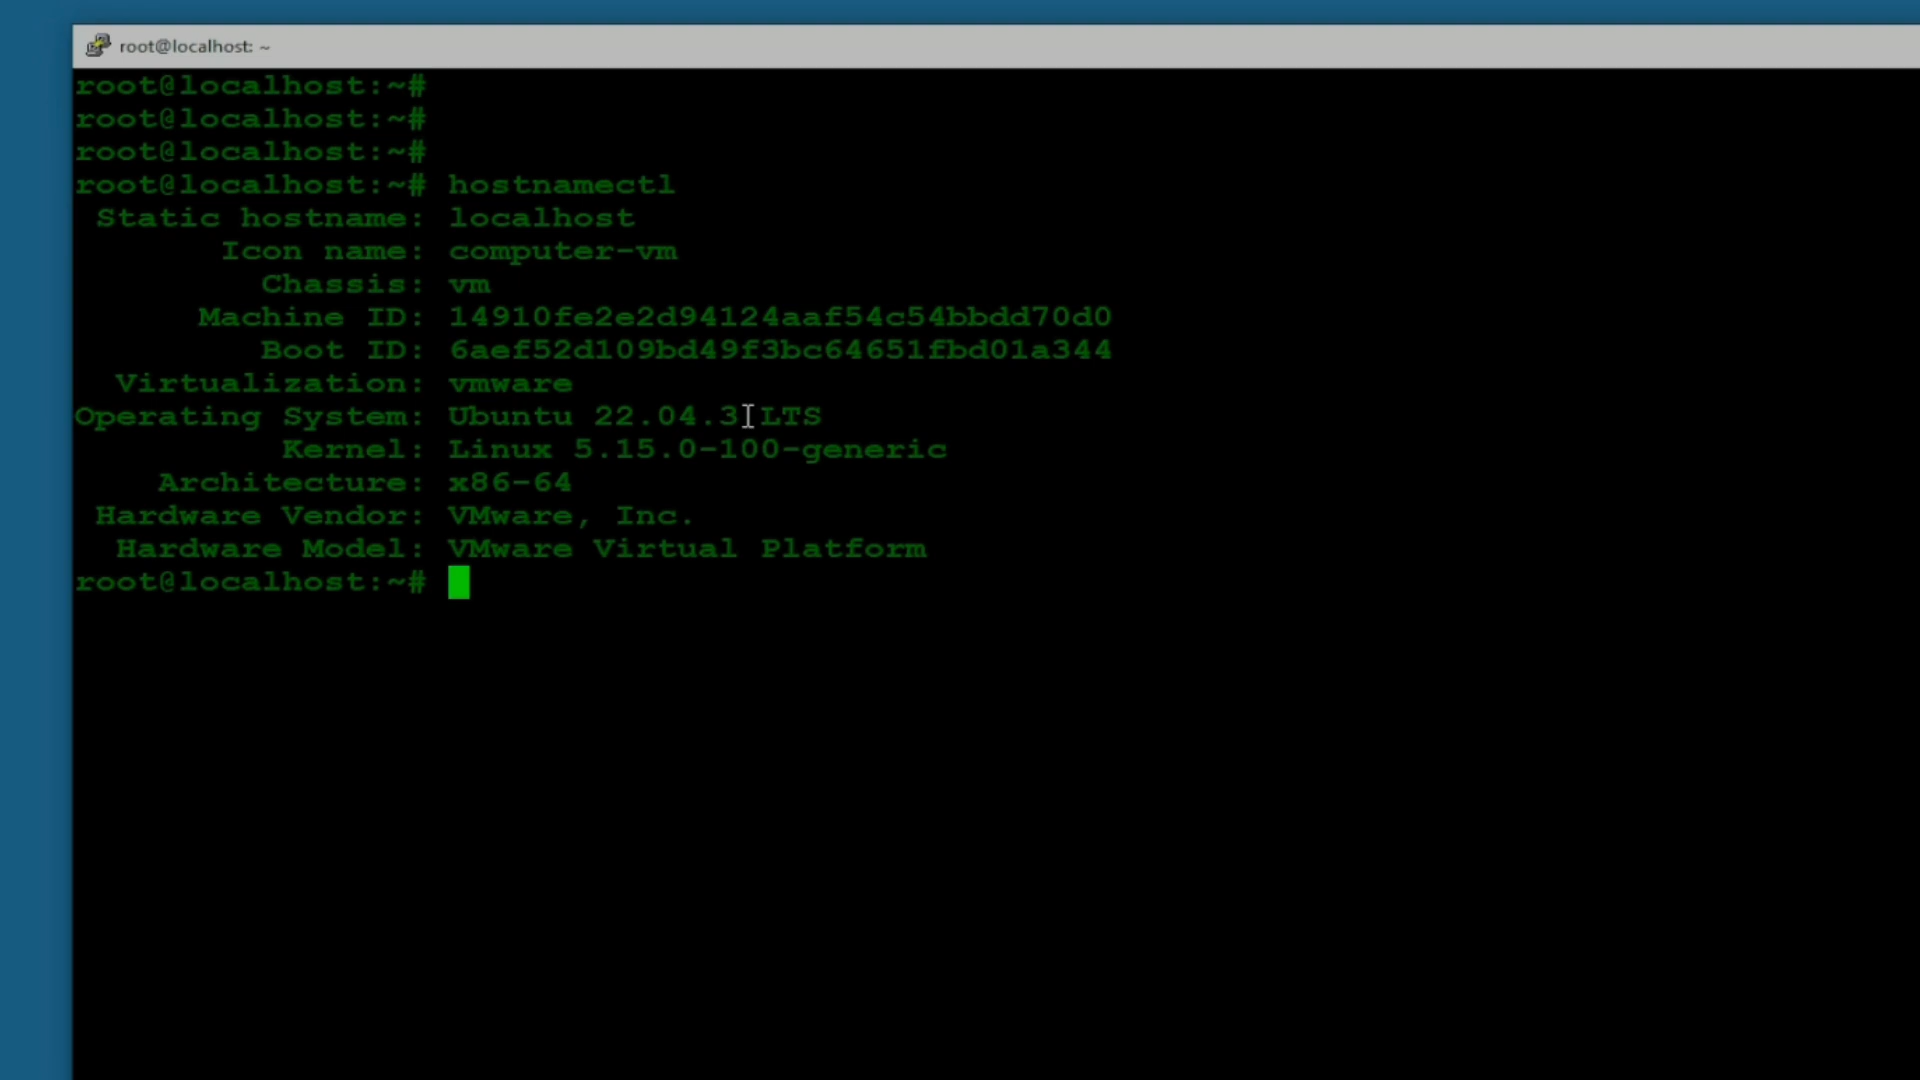 root@localhost: ~
root@localhost:~#
root@localhost:~#
root@localhost:~#
root@localhost:~# hostnamectl
Static hostname: localhost
Icon name: computer-vm
Chassis: vm
Machine ID: 14910fe2e2d94124aaf54c54bbdd70d0
Boot ID: 6aef52d109bd49f3bc64651fbd01a344
Virtualization: vmware
Operating System: Ubuntu 22.04.3 LTS
Kernel: Linux 5.15.0-100-generic
Architecture: x86-64
Hardware Vendor: VMware, Inc.
Hardware Model: VMware Virtual Platform
root@localhost:~#